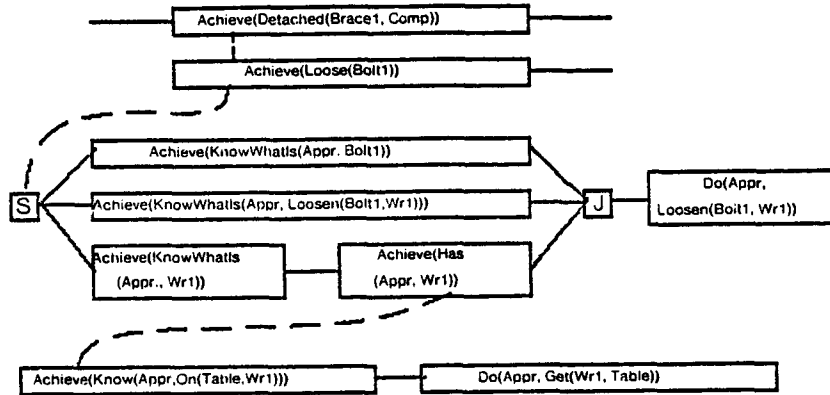 Achieve(Detached(Brace1, Comp))
Achieve(Loose(Bolt1))
Achieve(KnowWhatIs(Appr. Bolt1))
S
Achieve(KnowWhatIs(Appr, Loosen(Bolt1,Wr1)))
J
Do(Appr,
Loosen(Bolt1, Wr1))
Achieve(KnowWhatIs
(Appr., Wr1))
Achieve(Has
(Appr, Wr1))
Achieve(Know(Appr,On(Table,Wr1)))
Do(Appr, Get(Wr1, Table))